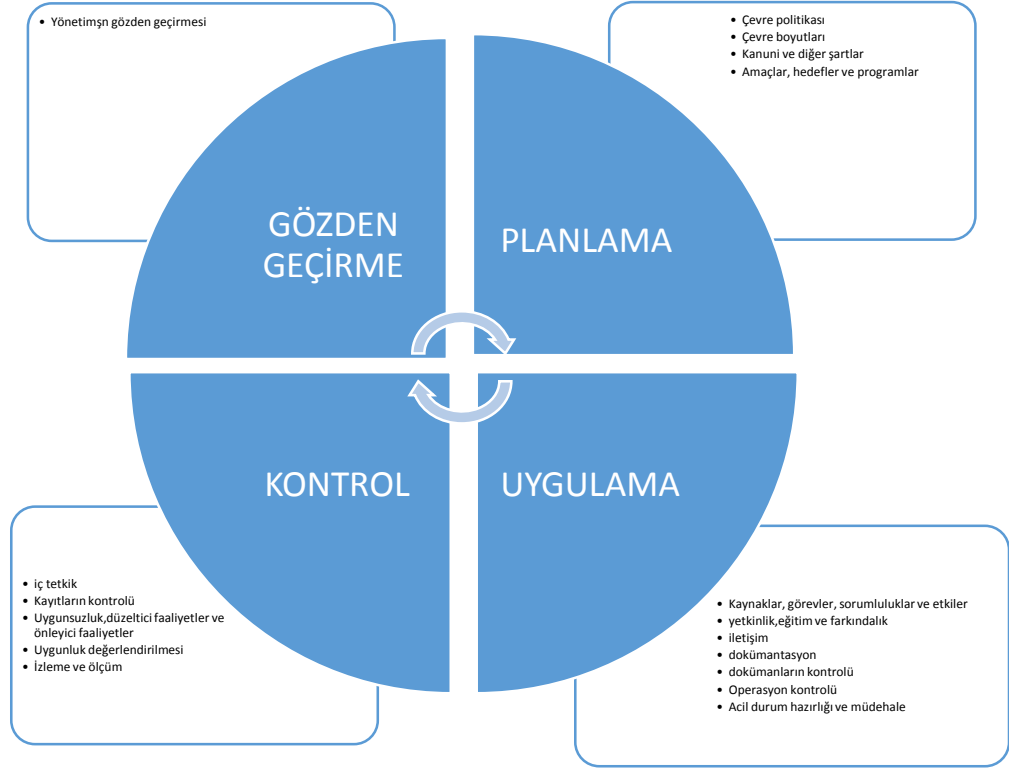 • Yönetimşn gözden geçirmesi
• Çevre politikası
• Çevre boyutları
• Kanuni ve diğer şartlar
• Amaçlar, hedefler ve programlar
GÖZDEN
GEÇİRME
PLANLAMA
KONTROL
UYGULAMA
• iç tetkik
• Kayıtların kontrolü
• Uygunsuzluk,düzeltici faaliyetler ve
önleyici faaliyetler
• Uygunluk değerlendirilmesi
• İzleme ve ölçüm
• Kaynaklar, görevler, sorumluluklar ve etkiler
• yetkinlik,eğitim ve farkındalık
• iletişim
• dokümantasyon
• dokümanların kontrolü
• Operasyon kontrolü
• Acil durum hazırlığı ve müdehale